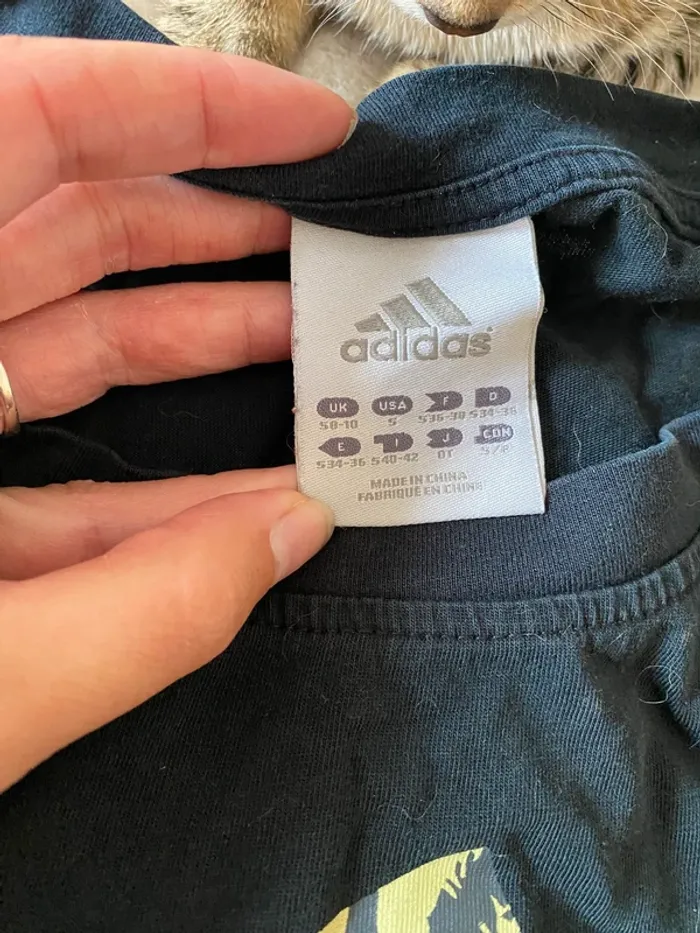 adidas
UK USA F D
S8-10 S S36-38 S34-36
E I J CDN
S34-36 S40-42 OT S/P
MADE IN CHINA
FABRIQUÉ EN CHINE